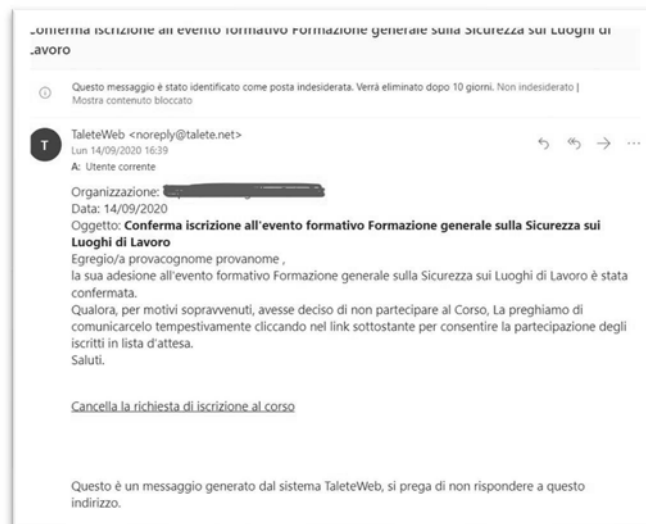 Conferma iscrizione all'evento formativo Formazione generale sulla Sicurezza sui Luoghi di
Lavoro
Questo messaggio è stato identificato come posta indesiderata. Verrà eliminato dopo 10 giorni. Non indesiderato |
Mostra contenuto bloccato
T
TaleteWeb <noreply@talete.net>
Lun 14/09/2020 16:39
A: Utente corrente
Organizzazione:
Data: 14/09/2020
Oggetto: Conferma iscrizione all'evento formativo Formazione generale sulla Sicurezza sui
Luoghi di Lavoro
Egregio/a provacognome provanome ,
la sua adesione all'evento formativo Formazione generale sulla Sicurezza sui Luoghi di Lavoro è stata
confermata.
Qualora, per motivi sopravvenuti, avesse deciso di non partecipare al Corso, La preghiamo di
comunicarcelo tempestivamente cliccando nel link sottostante per consentire la partecipazione degli
iscritti in lista d'attesa.
Saluti.
Cancella la richiesta di iscrizione al corso
Questo è un messaggio generato dal sistema TaleteWeb, si prega di non rispondere a questo
indirizzo.